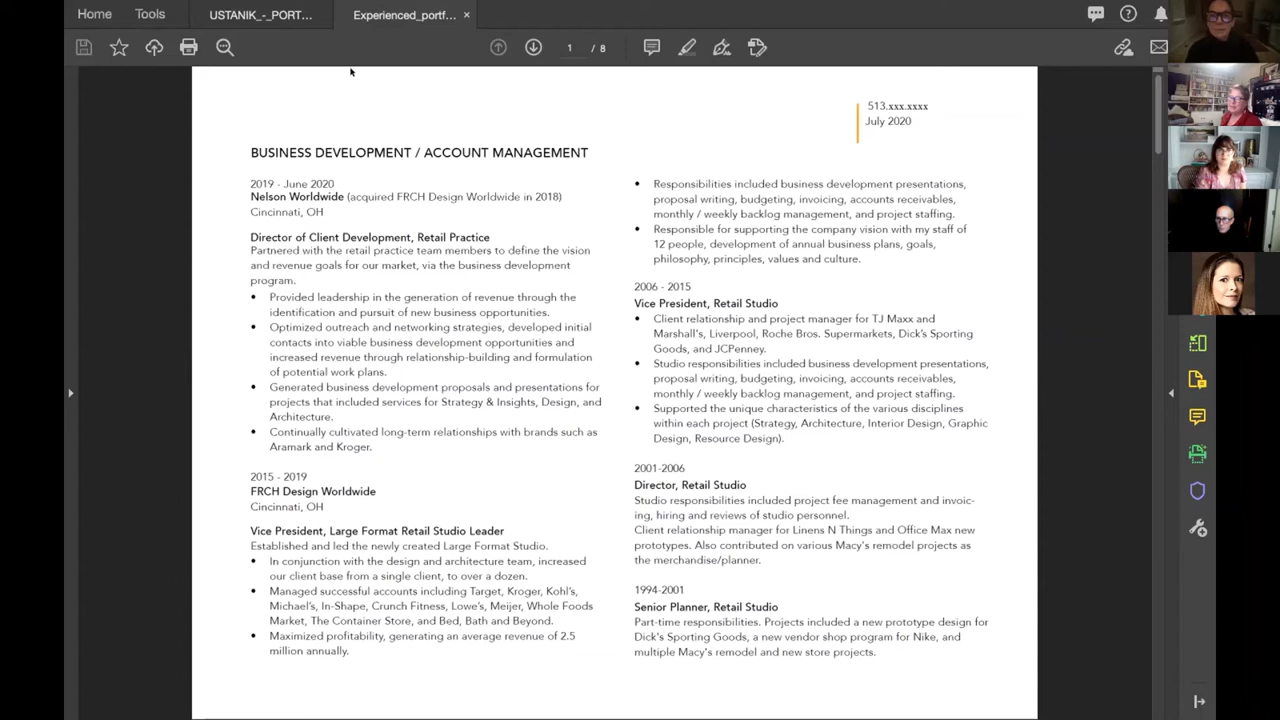 Home
Tools
USTANIK_-_PORT...
Experienced_portf...
1 / 8
513.xxx.xxxx
July 2020
BUSINESS DEVELOPMENT / ACCOUNT MANAGEMENT
2019 - June 2020
Nelson Worldwide (acquired FRCH Design Worldwide in 2018)
Cincinnati, OH
Director of Client Development, Retail Practice
Partnered with the retail practice team members to define the vision
and revenue goals for our market, via the business development
program.
• Provided leadership in the generation of revenue through the
identification and pursuit of new business opportunities.
• Optimized outreach and networking strategies, developed initial
contacts into viable business development opportunities and
increased revenue through relationship-building and formulation
of potential work plans.
• Generated business development proposals and presentations for
projects that included services for Strategy & Insights, Design, and
Architecture.
• Continually cultivated long-term relationships with brands such as
Aramark and Kroger.
2015 - 2019
FRCH Design Worldwide
Cincinnati, OH
Vice President, Large Format Retail Studio Leader
Established and led the newly created Large Format Studio.
• In conjunction with the design and architecture team, increased
our client base from a single client, to over a dozen.
• Managed successful accounts including Target, Kroger, Kohl's,
Michael's, In-Shape, Crunch Fitness, Lowe's, Meijer, Whole Foods
Market, The Container Store, and Bed, Bath and Beyond.
• Maximized profitability, generating an average revenue of 2.5
million annually.
• Responsibilities included business development presentations,
proposal writing, budgeting, invoicing, accounts receivables,
monthly / weekly backlog management, and project staffing.
• Responsible for supporting the company vision with my staff of
12 people, development of annual business plans, goals,
philosophy, principles, values and culture.
2006 - 2015
Vice President, Retail Studio
• Client relationship and project manager for TJ Maxx and
Marshall's, Liverpool, Roche Bros. Supermarkets, Dick's Sporting
Goods, and JCPenney.
• Studio responsibilities included business development presentations,
proposal writing, budgeting, invoicing, accounts receivables,
monthly / weekly backlog management, and project staffing.
• Supported the unique characteristics of the various disciplines
within each project (Strategy, Architecture, Interior Design, Graphic
Design, Resource Design).
2001-2006
Director, Retail Studio
Studio responsibilities included project fee management and invoic-
ing, hiring and reviews of studio personnel.
Client relationship manager for Linens N Things and Office Max new
prototypes. Also contributed on various Macy's remodel projects as
the merchandise/planner.
1994-2001
Senior Planner, Retail Studio
Part-time responsibilities. Projects included a new prototype design for
Dick's Sporting Goods, a new vendor shop program for Nike, and
multiple Macy's remodel and new store projects.